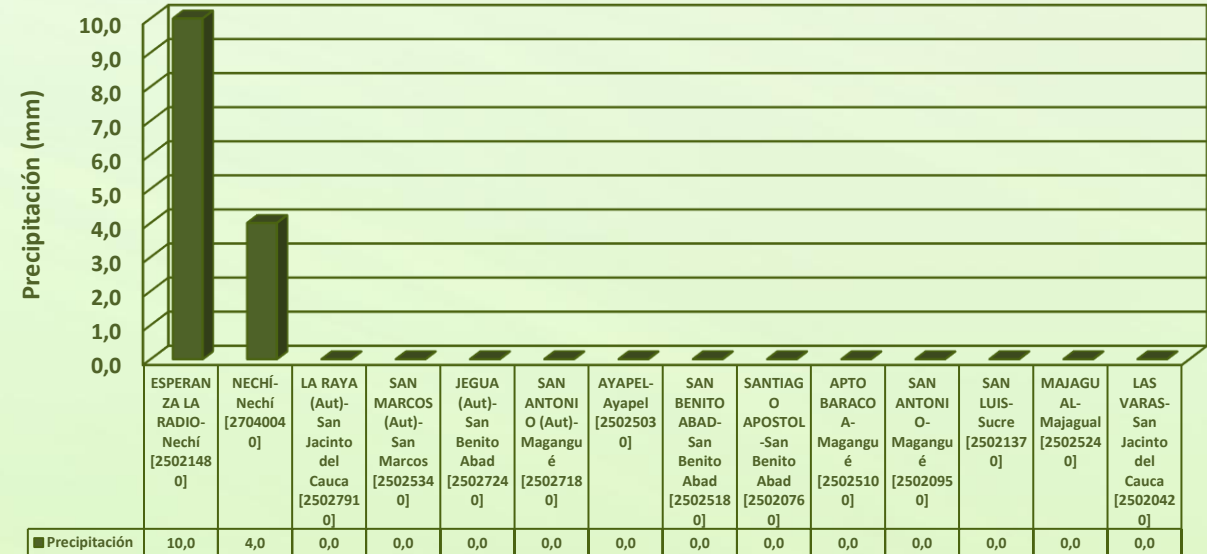 Precipitación (mm)
10,0
9,0
8,0
7,0
6,0
5,0
4,0
3,0
2,0
1,0
0,0
ESPERAN
ZA LA
RADIO-
Nechí
[2502148
0]
NECHÍ-
Nechí
[2704004
0]
LA RAYA
(Aut)-
San
Jacinto
del
Cauca
[2502791
0]
SAN
MARCOS
(Aut)-
San
Marcos
[2502534
0]
JEGUA
(Aut)-
San
Benito
Abad
[2502724
0]
SAN
ANTONI
O (Aut)-
Magangu
é
[2502718
0]
AYAPEL-
Ayapel
[2502503
0]
SAN
BENITO
ABAD-
San
Benito
Abad
[2502518
0]
SANTIAG
O
APOSTOL
-San
Benito
Abad
[2502076
0]
APTO
BARACO
A-
Magangu
é
[2502510
0]
SAN
ANTONI
O-
Magangu
é
[2502095
0]
SAN
LUIS-
Sucre
[2502137
0]
MAJAGU
AL-
Majagual
[2502524
0]
LAS
VARAS-
San
Jacinto
del
Cauca
[2502042
0]
Precipitación 10,0 4,0 0,0 0,0 0,0 0,0 0,0 0,0 0,0 0,0 0,0 0,0 0,0 0,0